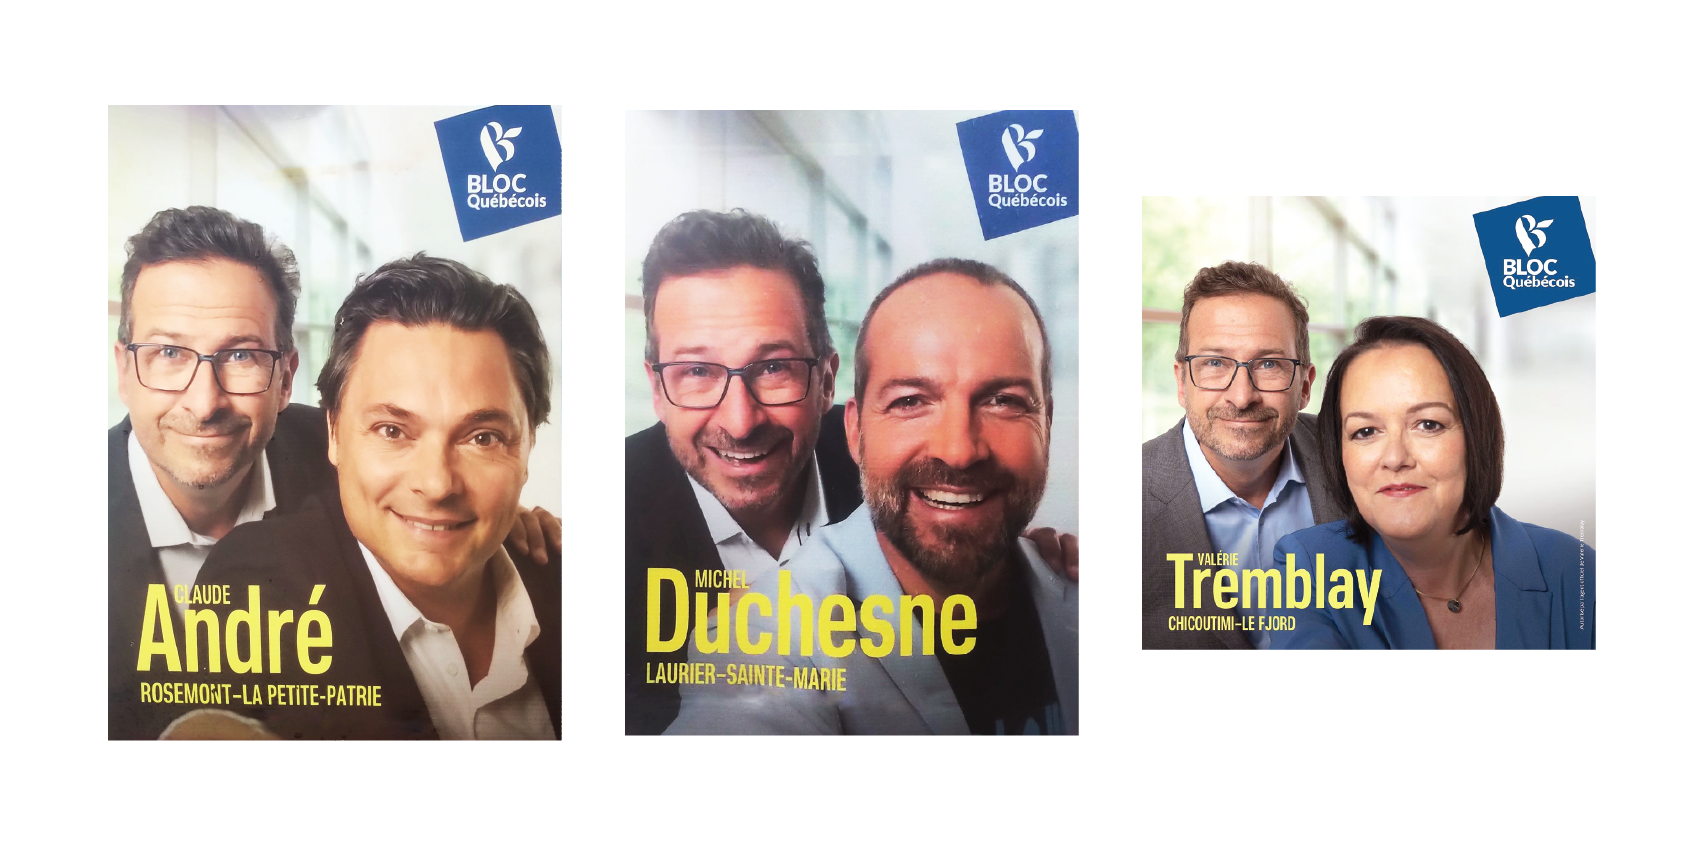 BLOC
Québécois
CLAUDE
André
ROSEMONT–LA PETITE-PATRIE
BLOC
Québécois
MICHEL
Duchesne
LAURIER–SAINTE-MARIE
BLOC
Québécois
VALÉRIE
Tremblay
CHICOUTIMI–LE FJORD